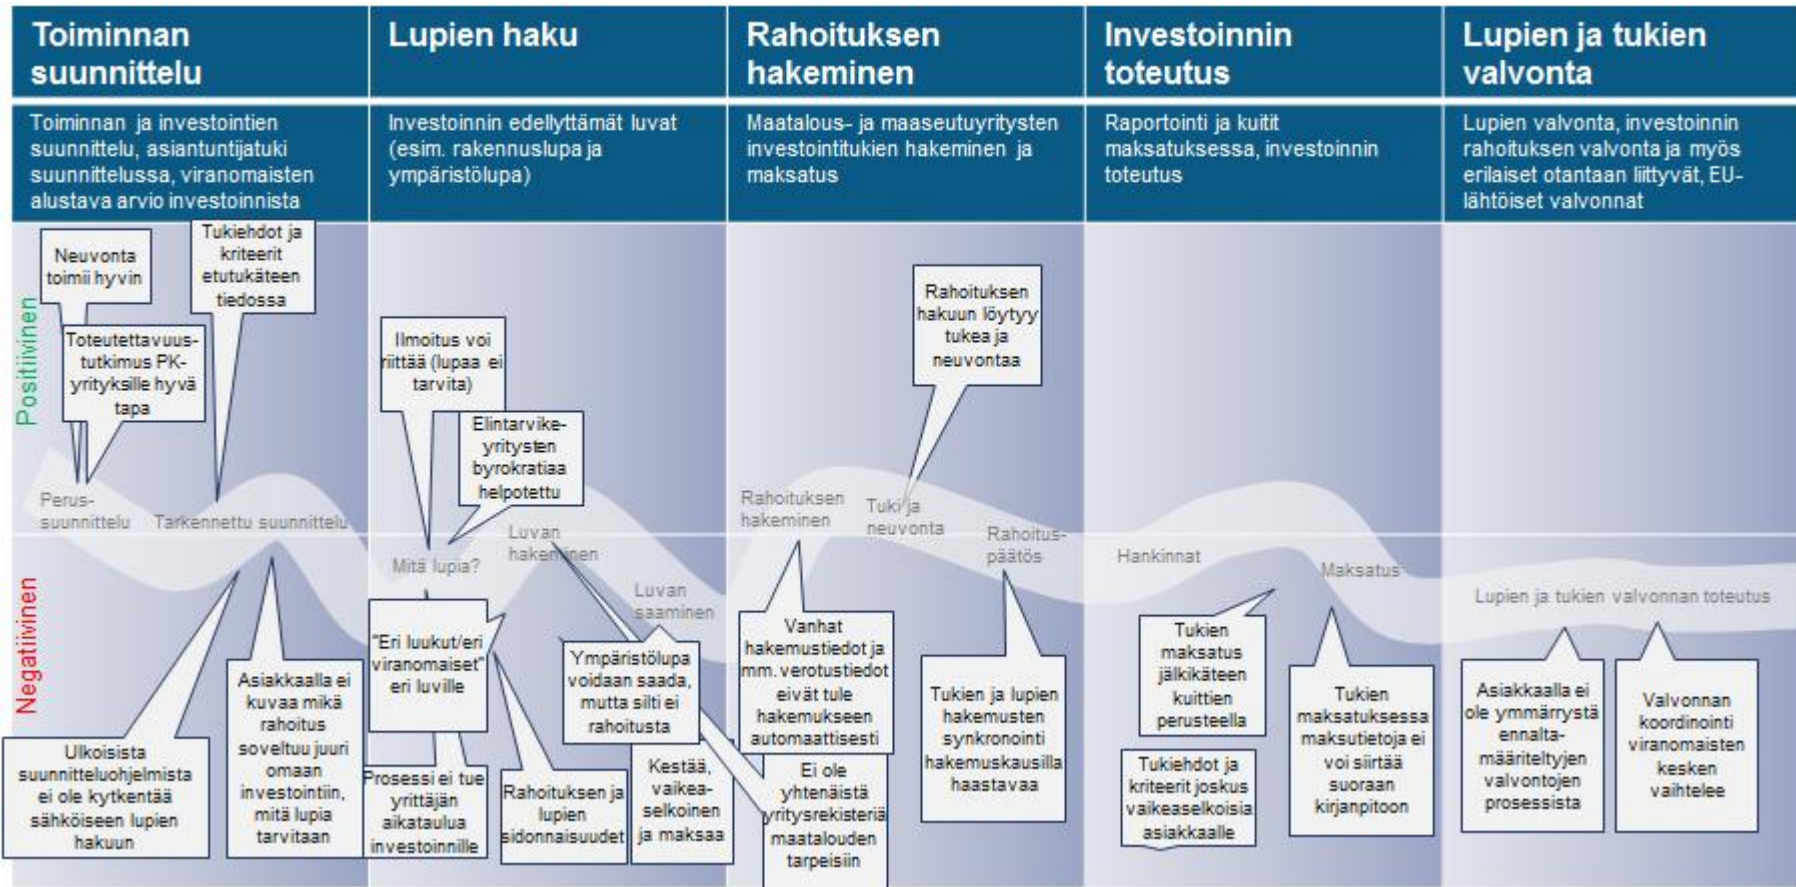 Toiminnan
suunnittelu
Lupien haku
Rahoituksen
hakeminen
Investoinnin
toteutus
Lupien ja tukien
valvonta
Toiminnan ja investointien
suunnittelu, asiantuntijatuki
suunnittelussa, viranomaisten
alustava arvio investoinnista
Investoinnin edellyttämät luvat
(esim. rakennuslupa ja
ympäristölupa)
Maatalous- ja maaseutuyritysten
investointitukien hakeminen ja
maksatus
Raportointi ja kuitit
maksatuksessa, investoinnin
toteutus
Lupien valvonta, investoinnin
rahoituksen valvonta ja myös
erilaiset otantaan liittyvät, EU-
lähtöiset valvonnat
Positiivinen
Negatiivinen
Neuvonta
toimii hyvin
Tukiehdot ja
kriteerit
etutukäteen
tiedossa
Toteutettavuus-
tutkimus PK-
yrityksille hyvä
tapa
Perus-
suunnittelu
Tarkennettu suunnittelu
Ulkoisista
suunnitteluohjelmista
ei ole kytkentää
sähköiseen lupien
hakuun
Asiakkaalla ei
kuvaa mikä
rahoitus
soveltuu juuri
omaan
investointiin,
mitä lupia
tarvitaan
Ilmoitus voi
riittää (lupaa ei
tarvita)
Elintarvike-
yritysten
byrokratiaa
helpotettu
Mitä lupia?
Luvan
hakeminen
Luvan
saaminen
"Eri luukut/eri
viranomaiset"
eri luville
Prosessi ei tue
yrittäjän
aikataulua
investoinnille
Rahoituksen ja
lupien
sidonnaisuudet
Ympäristölupa
voidaan saada,
mutta silti ei
rahoitusta
Kestää,
vaikea-
selkoinen
ja maksaa
Rahoituksen
hakuun löytyy
tukea ja
neuvontaa
Rahoituksen
hakeminen
Tuki ja
neuvonta
Rahoitus-
päätös
Vanhat
hakemustiedot ja
mm. verotustiedot
eivät tule
hakemukseen
automaattisesti
Ei ole
yhtenäistä
yritysrekisteriä
maatalouden
tarpeisiin
Tukien ja lupien
hakemusten
synkronointi
hakemuskausilla
haastavaa
Hankinnat
Maksatus
Tukien
maksatus
jälkikäteen
kuittien
perusteella
Tukiehdot ja
kriteerit joskus
vaikeaselkoisia
asiakkaalle
Tukien
maksatuksessa
maksutietoja ei
voi siirtää
suoraan
kirjanpitoon
Lupien ja tukien valvonnan toteutus
Asiakkaalla ei
ole ymmärrystä
ennalta-
määriteltyjen
valvontojen
prosessista
Valvonnan
koordinointi
viranomaisten
kesken
vaihtelee